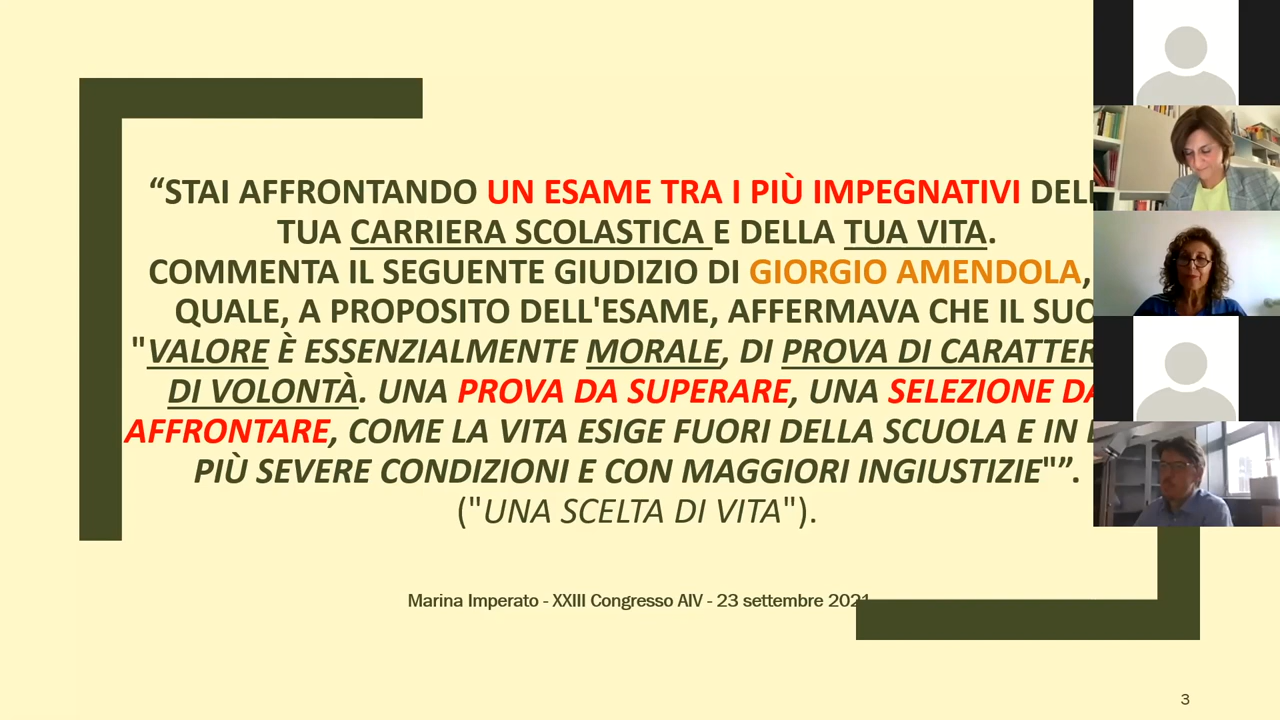 “STAI AFFRONTANDO UN ESAME TRA I PIÙ IMPEGNATIVI
TUA CARRIERA SCOLASTICA E DELLA TUA VITA.
COMMENTA IL SEGUENTE GIUDIZIO DI GIORGIO AMENDOLA,
QUALE, A PROPOSITO DELL'ESAME, AFFERMAVA CHE IL SUO
"VALORE È ESSENZIALMENTE MORALE, DI PROVA DI
DI VOLONTÀ. UNA PROVA DA SUPERARE, UNA SELEZIONE DA
AFFRONTARE, COME LA VITA ESIGE FUORI DELLA SCUOLA E IN
PIÙ SEVERE CONDIZIONI E CON MAGGIORI INGIUSTIZIE"”.
("UNA SCELTA DI VITA").
Marina Imperato - XXIII Congresso AIV - 23 settembre 2021
3